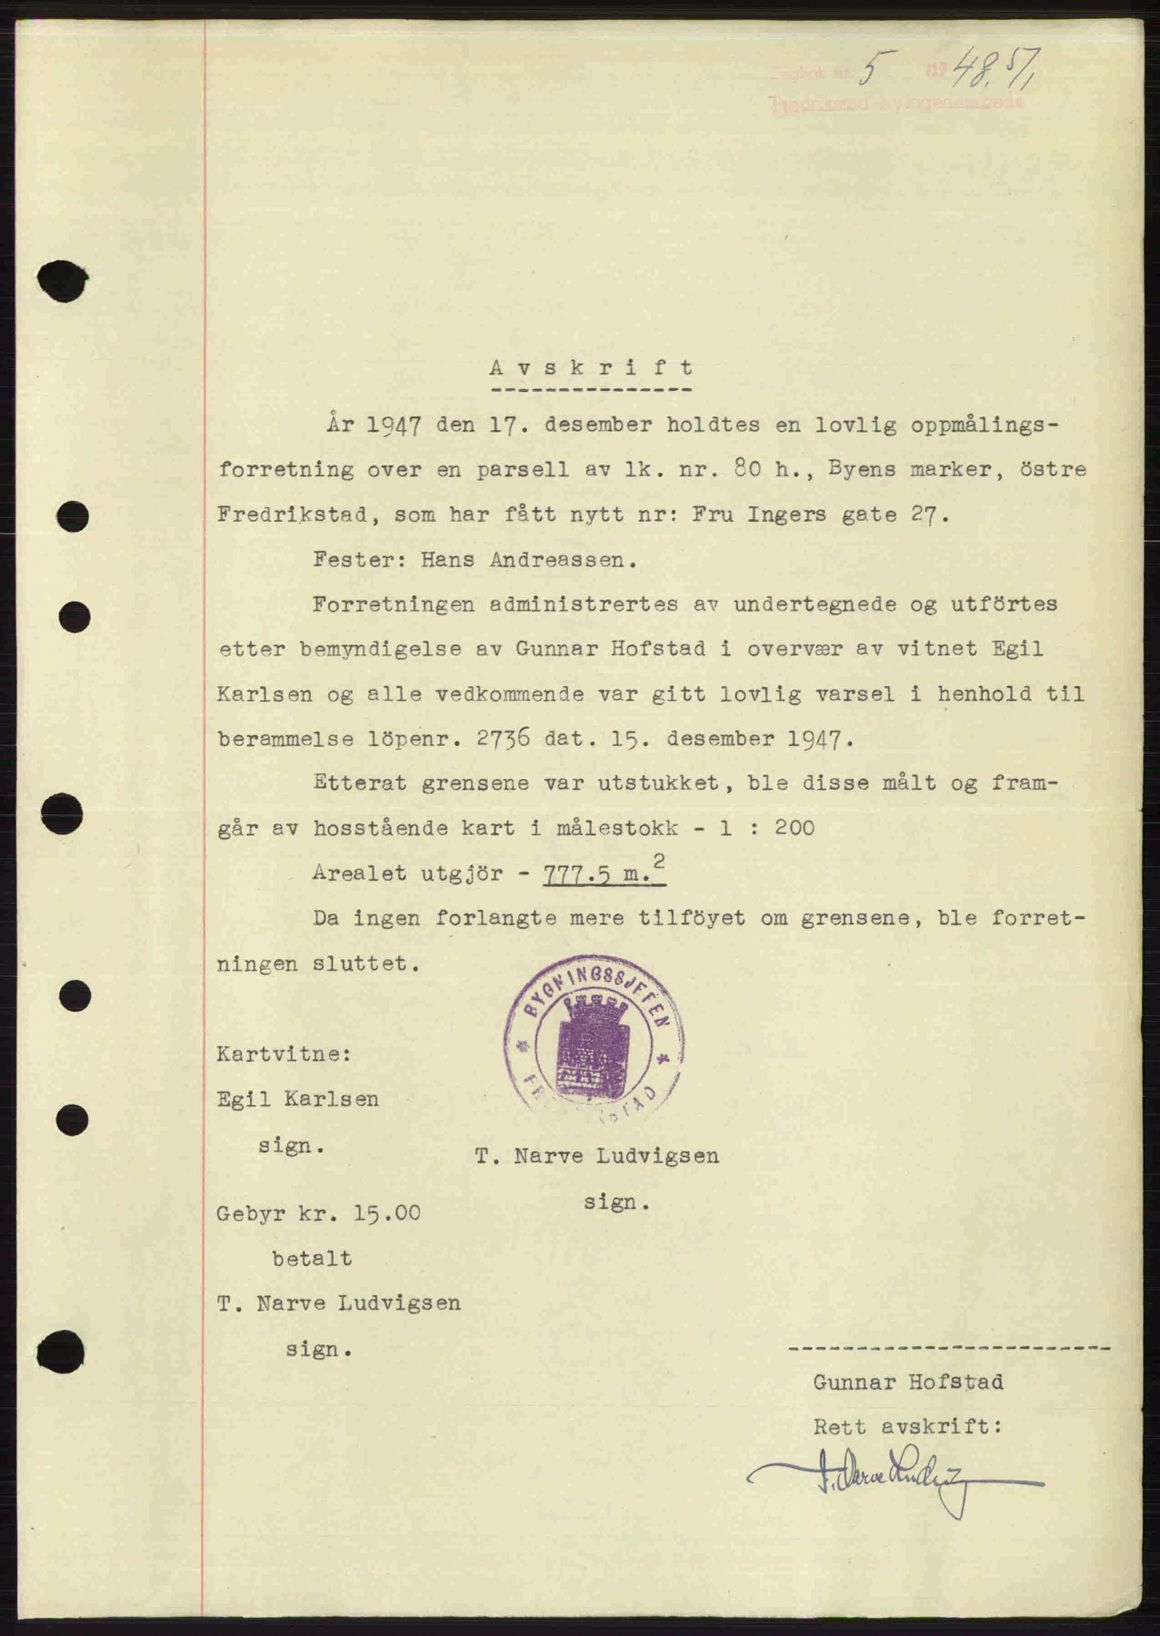 Dagbok nr. 5 /19 48. 5/1
Fredrikstad byfogdembede
Avskrift
År 1947 den 17. desember holdtes en lovlig oppmålings-
forretning over en parsell av lk. nr. 80 h., Byens marker, östre
Fredrikstad, som har fått nytt nr: Fru Ingers gate 27.
Fester: Hans Andreassen.
Forretningen administrertes av undertegnede og utförtes
etter bemyndigelse av Gunnar Hofstad i overvær av vitnet Egil
Karlsen og alle vedkommende var gitt lovlig varsel i henhold til
berammelse löpenr. 2736 dat. 15. desember 1947.
Etterat grensene var utstukket, ble disse målt og fram-
går av hosstående kart i målestokk - 1 : 200
Arealet utgjör - 777.5 m.²
Da ingen forlangte mere tilföyet om grensene, ble forret-
ningen sluttet.
BYGNINGSSJEFEN
FREDRIKSTAD
Kartvitne:
Egil Karlsen
sign.
T. Narve Ludvigsen
sign.
Gebyr kr. 15.00
betalt
T. Narve Ludvigsen
sign.
Gunnar Hofstad
Rett avskrift:
T. Narve Ludvigsen